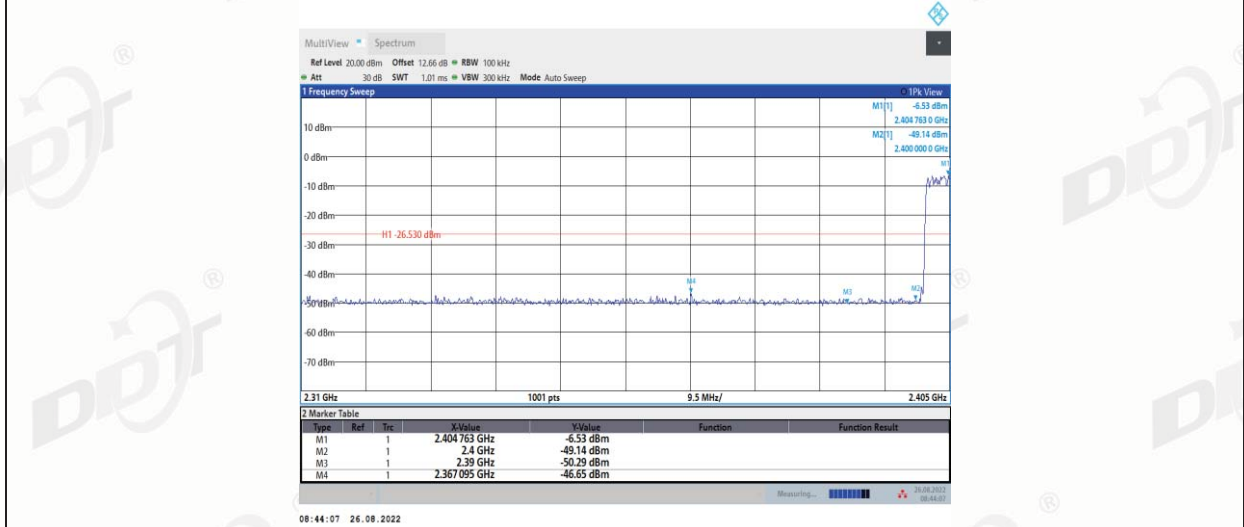 MultiView Spectrum
Ref Level 20.00 dBm Offset 12.66 dB RBW 100 kHz
Att 30 dB SWT 1.01 ms VBW 300 kHz Mode Auto Sweep
1 Frequency Sweep 1Pk View
M1[1] -6.53 dBm
2.404 763 0 GHz
M2[1] -49.14 dBm
2.400 000 0 GHz
10 dBm
0 dBm
M1
-10 dBm
-20 dBm
H1 -26.530 dBm
-30 dBm
-40 dBm
M4
M3 M2
-50 dBm
-60 dBm
-70 dBm
2.31 GHz 1001 pts 9.5 MHz/ 2.405 GHz
2 Marker Table
Type Ref Trc X-Value Y-Value Function Function Result
M1 1 2.404 763 GHz -6.53 dBm
M2 1 2.4 GHz -49.14 dBm
M3 1 2.39 GHz -50.29 dBm
M4 1 2.367 095 GHz -46.65 dBm
Measuring... 26.08.2022
08:44:07
08:44:07 26.08.2022
DDT
®